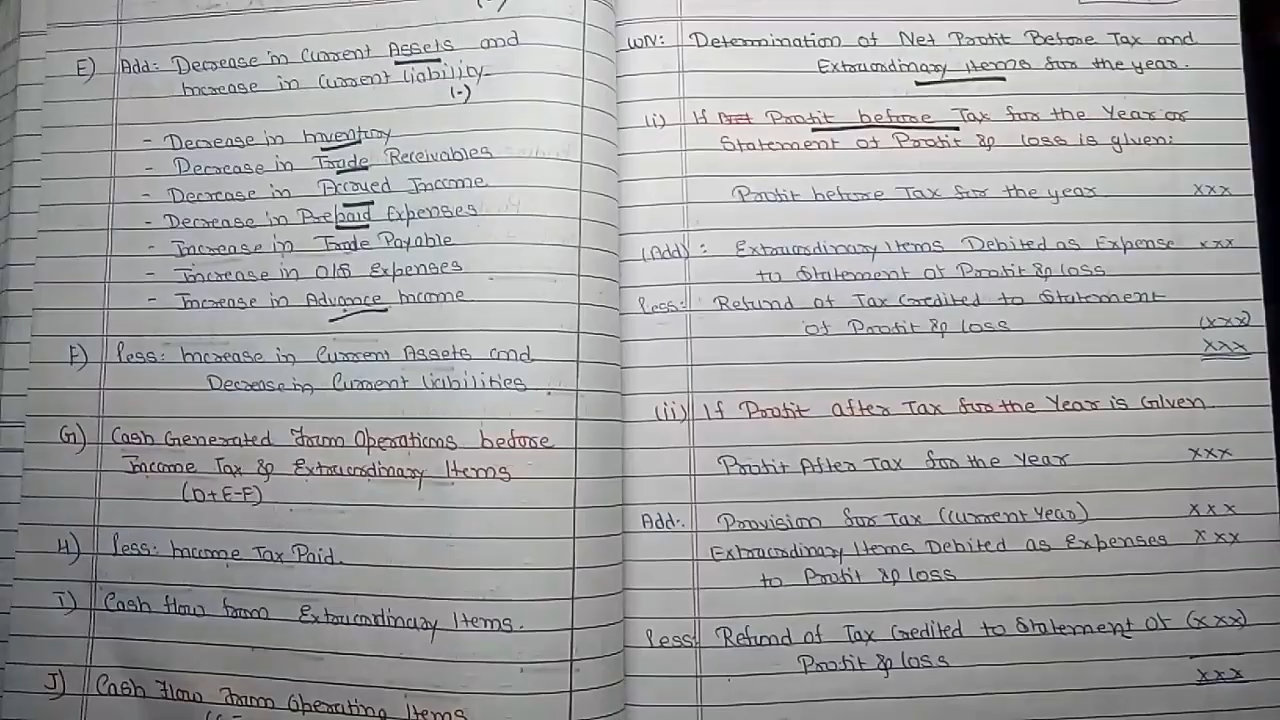 E) Add: Decrease in Current Assets and
Increase in Current liability
(-)
- Decrease in Inventory
- Decrease in Trade Receivables
- Decrease in Accrued Income
- Decrease in Prepaid Expenses
- Increase in Trade Payable
- Increase in O/S Expenses
- Increase in Advance Income
F) less: Increase in Current Assets and
Decrease in Current liabilities
G) Cash Generated from Operations before
Income Tax & Extraordinary Items
(D+E-F)
H) less: Income Tax Paid.
I) Cash flow from Extraordinary Items.
J) Cash flow from Operating Items
WN: Determination of Net Profit Before Tax and
Extraordinary Items for the year.
(i) If Profit before Tax for the Year or
Statement of Profit & loss is given:
Profit before Tax for the year xxx
(Add): Extraordinary Items Debited as Expense xxx
to Statement of Profit & loss
less: Refund of Tax Credited to Statement
of Profit & loss (xxx)
xxx
(ii) If Profit after Tax for the Year is Given
Profit After Tax for the Year xxx
Add: Provision for Tax (Current Year) xxx
Extraordinary Items Debited as Expenses xxx
to Profit & loss
less: Refund of Tax Credited to Statement of (xxx)
Profit & loss
xxx